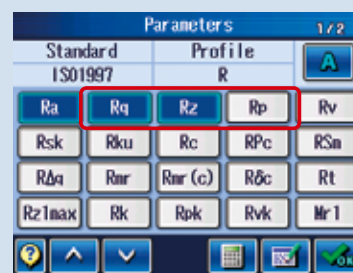 Parameters 1/2
Standard Profile A
ISO1997 R
Ra Rq Rz Rp Rv
Rsk Rku Rc RPc RSm
RΔq Rmr Rmr(c) Rδc Rt
Rz1max Rk Rpk Rvk Mr1
? OK